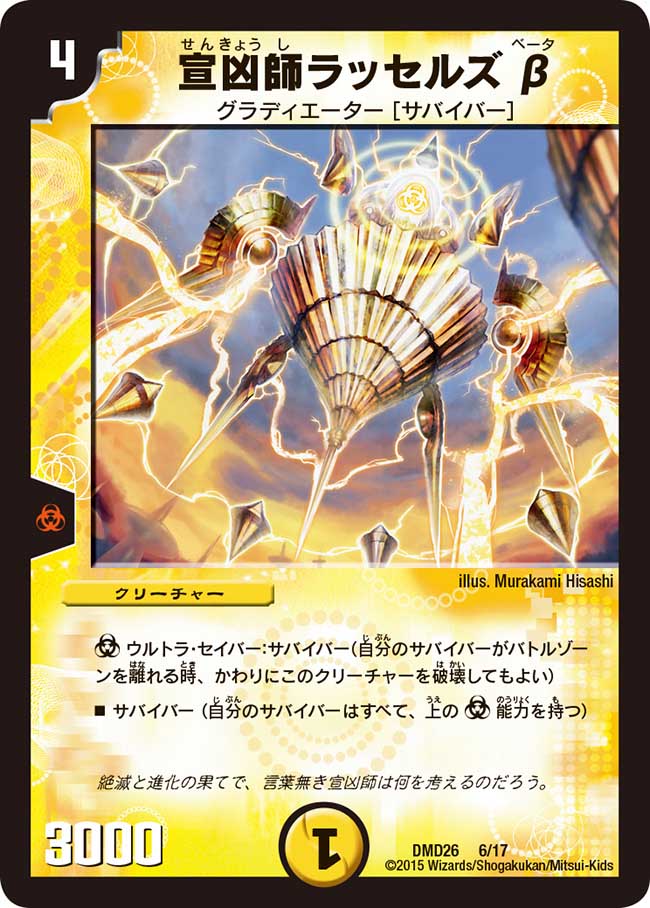 4
せんきょうし ベータ
宣凶師ラッセルズ β
グラディエーター [サバイバー]
illus. Murakami Hisashi
クリーチャー
ウルトラ・セイバー:サバイバー(自分のサバイバーがバトルゾー
ンを離れる時、かわりにこのクリーチャーを破壊してもよい)
■ サバイバー (自分のサバイバーはすべて、上の 能力を持つ)
絶滅と進化の果てで、言葉無き宣凶師は何を考えるのだろう。
3000
1
DMD26 6/17
©2015 Wizards/Shogakukan/Mitsui-Kids